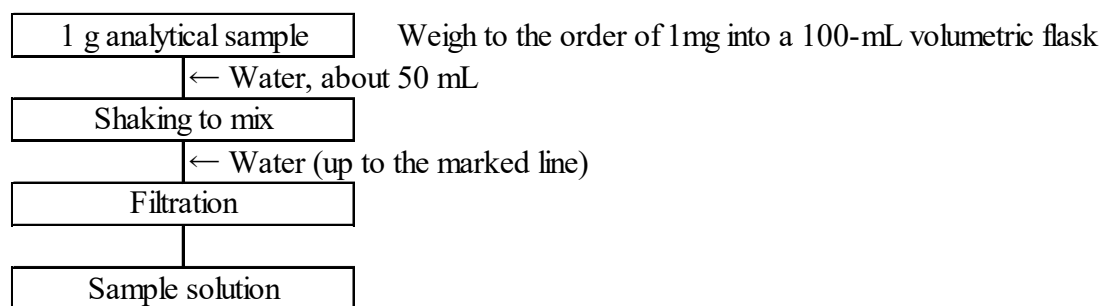 1 g analytical sample Weigh to the order of 1mg into a 100-mL volumetric flask
← Water, about 50 mL
Shaking to mix
← Water (up to the marked line)
Filtration
Sample solution